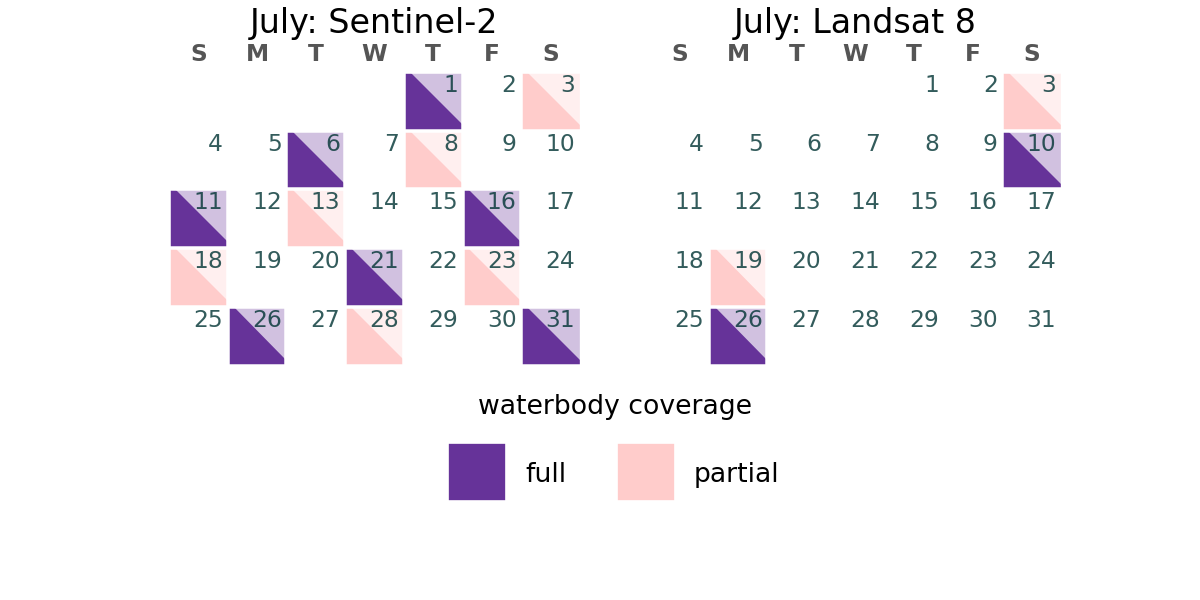 July: Sentinel-2
S M T W T F S
1 2 3
4 5 6 7 8 9 10
11 12 13 14 15 16 17
18 19 20 21 22 23 24
25 26 27 28 29 30 31
July: Landsat 8
S M T W T F S
1 2 3
4 5 6 7 8 9 10
11 12 13 14 15 16 17
18 19 20 21 22 23 24
25 26 27 28 29 30 31
waterbody coverage
full partial